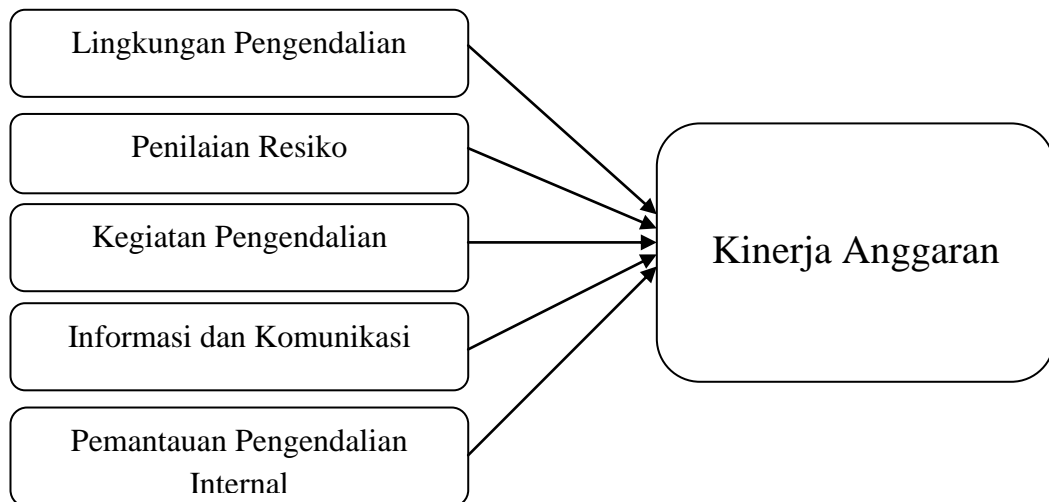 Lingkungan Pengendalian
Penilaian Resiko
Kegiatan Pengendalian
Kinerja Anggaran
Informasi dan Komunikasi
Pemantauan Pengendalian
Internal